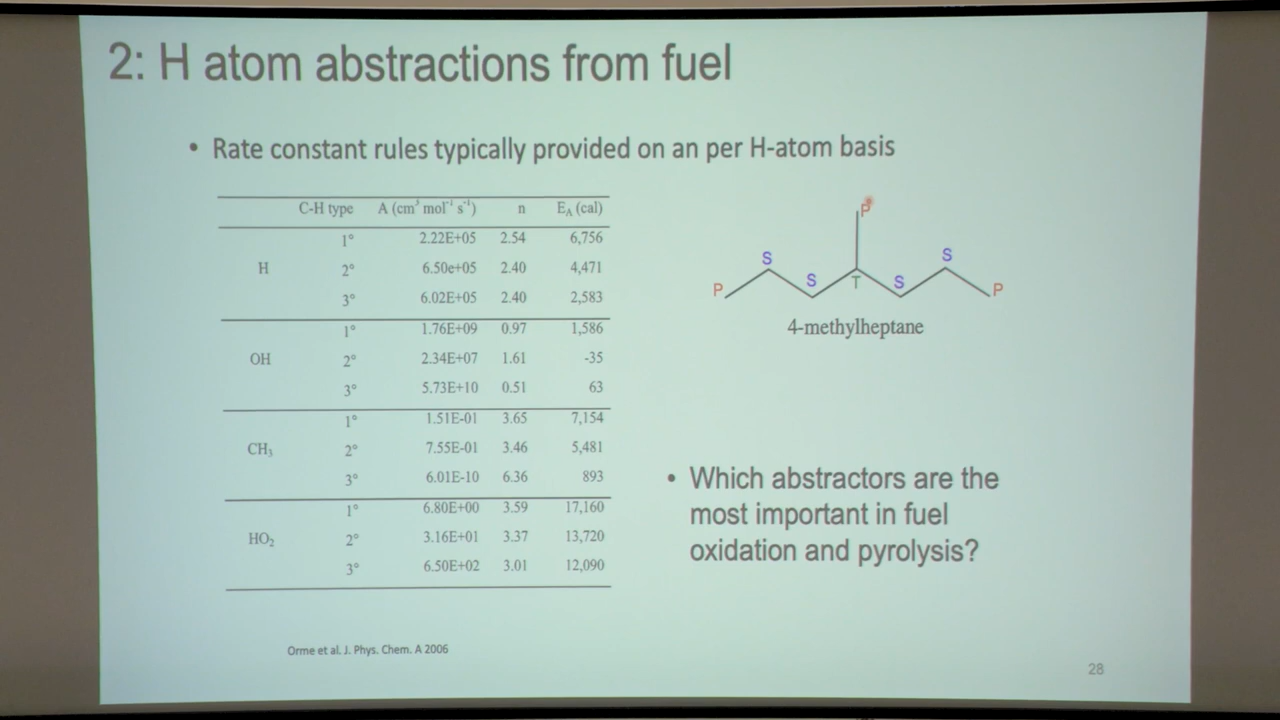 2: H atom abstractions from fuel
• Rate constant rules typically provided on an per H-atom basis
C-H type A (cm³ mol⁻¹ s⁻¹) n E_A (cal)
H
1° 2.22E+05 2.54 6,756
2° 6.50e+05 2.40 4,471
3° 6.02E+05 2.40 2,583
OH
1° 1.76E+09 0.97 1,586
2° 2.34E+07 1.61 -35
3° 5.73E+10 0.51 63
CH₃
1° 1.51E-01 3.65 7,154
2° 7.55E-01 3.46 5,481
3° 6.01E-10 6.36 893
HO₂
1° 6.80E+00 3.59 17,160
2° 3.16E+01 3.37 13,720
3° 6.50E+02 3.01 12,090
Orme et al. J. Phys. Chem. A 2006
P
S S
S S
P T P
4-methylheptane
• Which abstractors are the
most important in fuel
oxidation and pyrolysis?
28